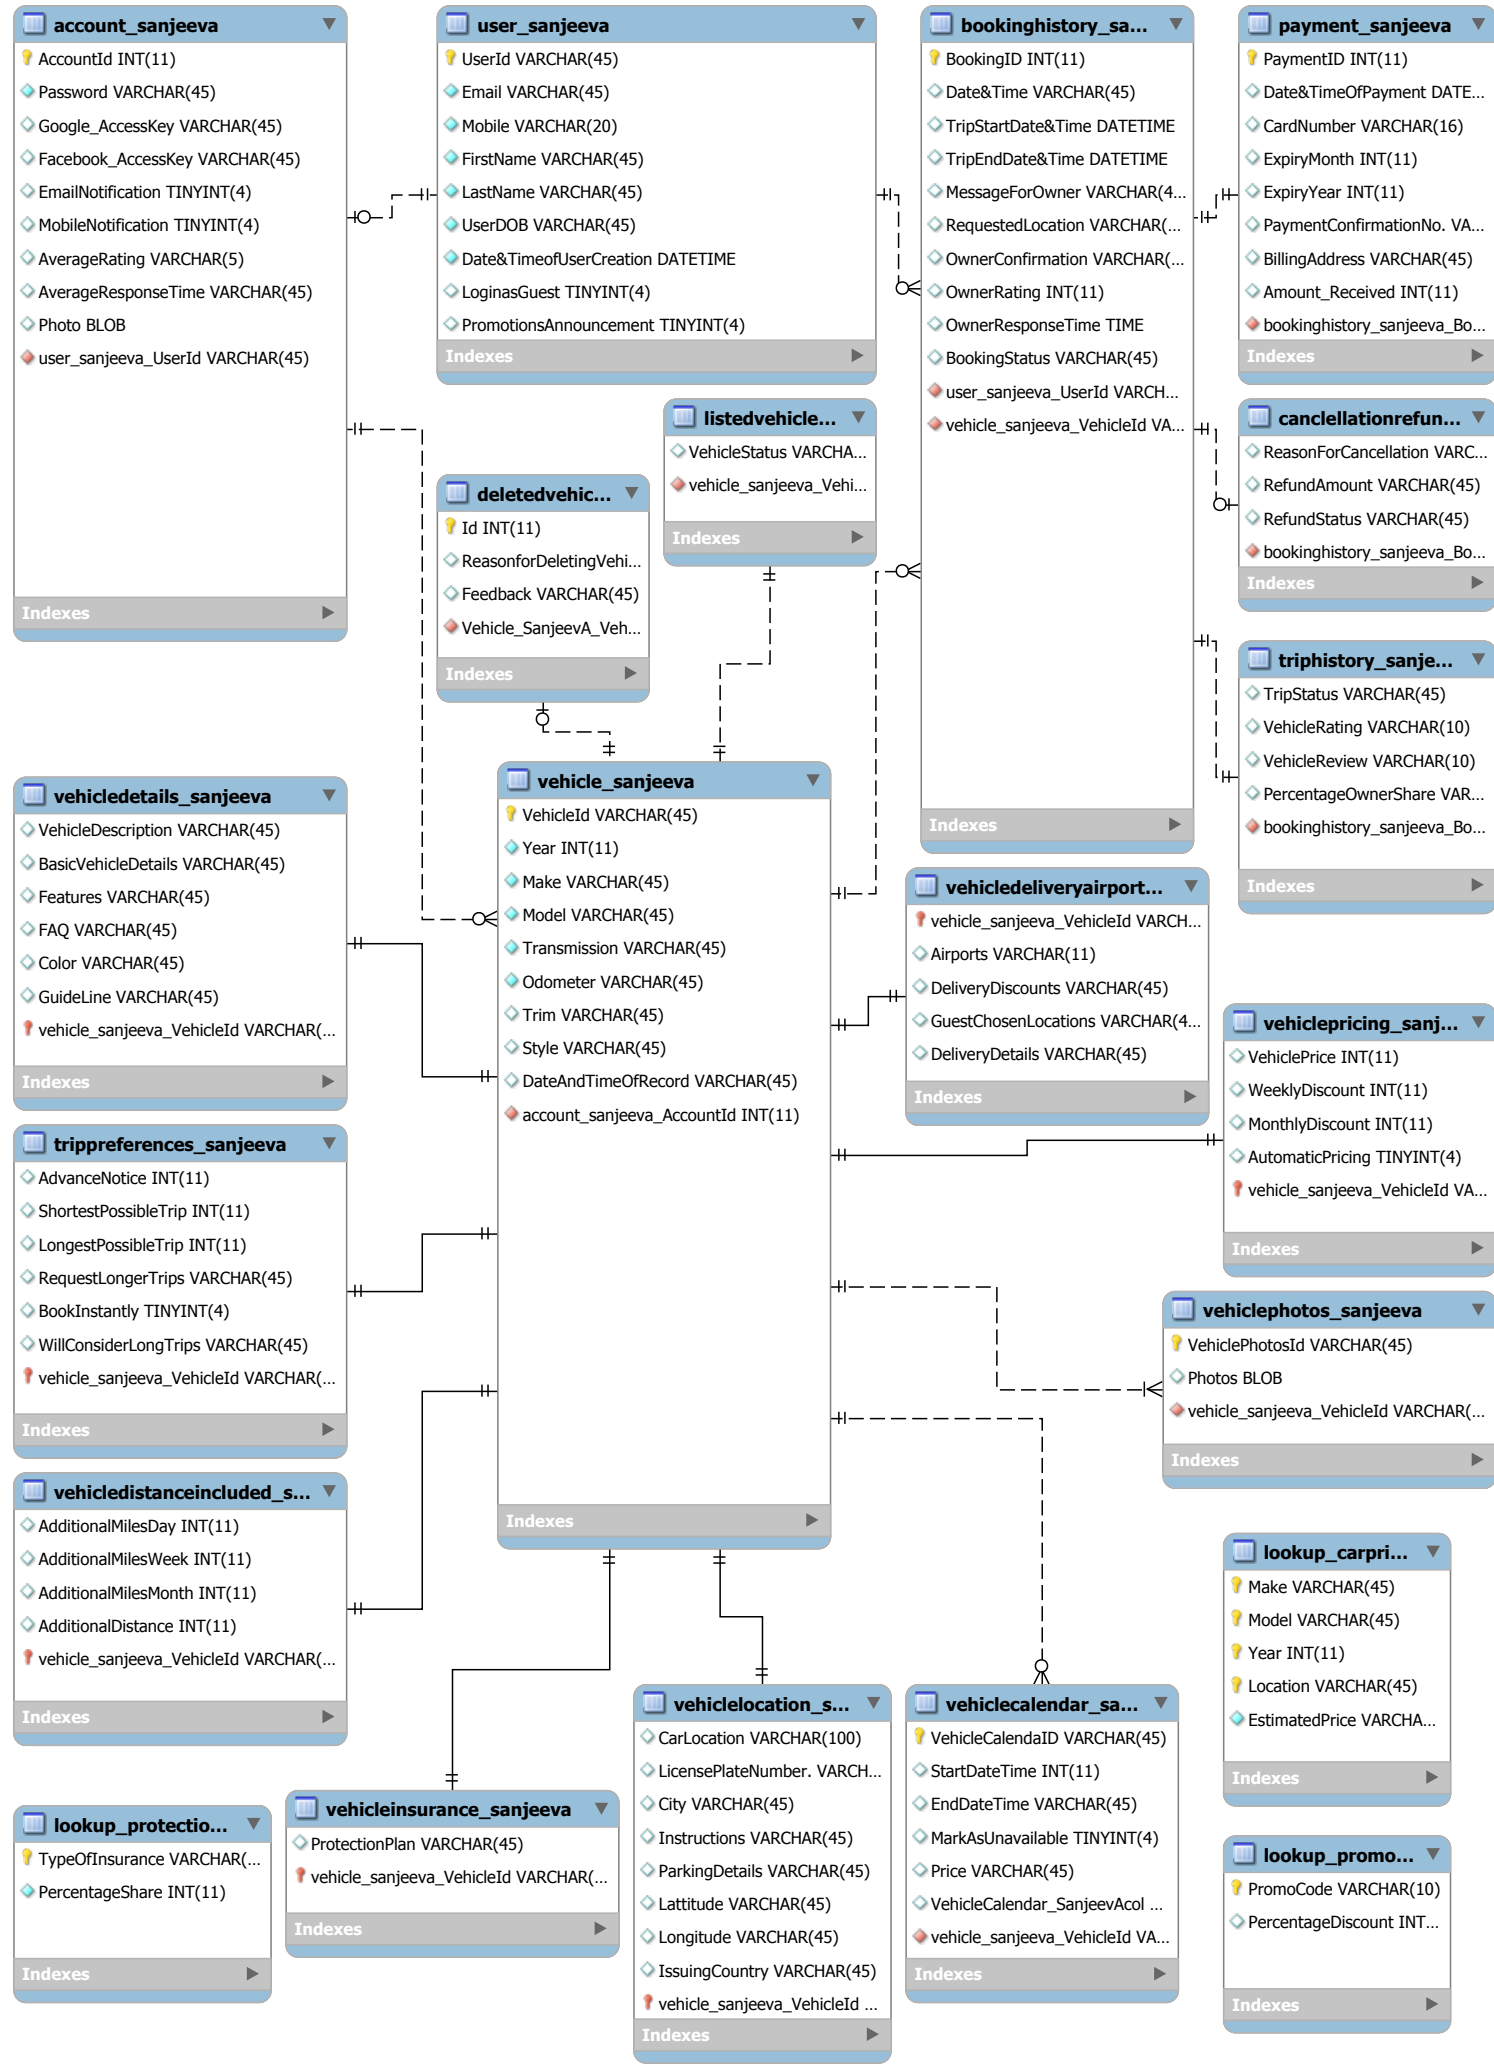 account_sanjeeva
AccountId INT(11)
Password VARCHAR(45)
Google_AccessKey VARCHAR(45)
Facebook_AccessKey VARCHAR(45)
EmailNotification TINYINT(4)
MobileNotification TINYINT(4)
AverageRating VARCHAR(5)
AverageResponseTime VARCHAR(45)
Photo BLOB
user_sanjeeva_UserId VARCHAR(45)
Indexes
user_sanjeeva
UserId VARCHAR(45)
Email VARCHAR(45)
Mobile VARCHAR(20)
FirstName VARCHAR(45)
LastName VARCHAR(45)
UserDOB VARCHAR(45)
Date&TimeofUserCreation DATETIME
LoginasGuest TINYINT(4)
PromotionsAnnouncement TINYINT(4)
Indexes
bookinghistory_sa...
BookingID INT(11)
Date&Time VARCHAR(45)
TripStartDate&Time DATETIME
TripEndDate&Time DATETIME
MessageForOwner VARCHAR(4...
RequestedLocation VARCHAR(...
OwnerConfirmation VARCHAR(...
OwnerRating INT(11)
OwnerResponseTime TIME
BookingStatus VARCHAR(45)
user_sanjeeva_UserId VARCH...
vehicle_sanjeeva_VehicleId VA...
Indexes
payment_sanjeeva
PaymentID INT(11)
Date&TimeOfPayment DATE...
CardNumber VARCHAR(16)
ExpiryMonth INT(11)
ExpiryYear INT(11)
PaymentConfirmationNo. VA...
BillingAddress VARCHAR(45)
Amount_Received INT(11)
bookinghistory_sanjeeva_Bo...
Indexes
listedvehicle...
VehicleStatus VARCHA...
vehicle_sanjeeva_Vehi...
Indexes
canclellationrefun...
ReasonForCancellation VARC...
RefundAmount VARCHAR(45)
RefundStatus VARCHAR(45)
bookinghistory_sanjeeva_Bo...
Indexes
deletedvehic...
Id INT(11)
ReasonforDeletingVehi...
Feedback VARCHAR(45)
Vehicle_SanjeevA_Veh...
Indexes
triphistory_sanje...
TripStatus VARCHAR(45)
VehicleRating VARCHAR(10)
VehicleReview VARCHAR(10)
PercentageOwnerShare VAR...
bookinghistory_sanjeeva_Bo...
Indexes
vehicledetails_sanjeeva
VehicleDescription VARCHAR(45)
BasicVehicleDetails VARCHAR(45)
Features VARCHAR(45)
FAQ VARCHAR(45)
Color VARCHAR(45)
GuideLine VARCHAR(45)
vehicle_sanjeeva_VehicleId VARCHAR(...
Indexes
vehicle_sanjeeva
VehicleId VARCHAR(45)
Year INT(11)
Make VARCHAR(45)
Model VARCHAR(45)
Transmission VARCHAR(45)
Odometer VARCHAR(45)
Trim VARCHAR(45)
Style VARCHAR(45)
DateAndTimeOfRecord VARCHAR(45)
account_sanjeeva_AccountId INT(11)
Indexes
vehicledeliveryairport...
vehicle_sanjeeva_VehicleId VARCH...
Airports VARCHAR(11)
DeliveryDiscounts VARCHAR(45)
GuestChosenLocations VARCHAR(4...
DeliveryDetails VARCHAR(45)
Indexes
vehiclepricing_sanj...
VehiclePrice INT(11)
WeeklyDiscount INT(11)
MonthlyDiscount INT(11)
AutomaticPricing TINYINT(4)
vehicle_sanjeeva_VehicleId VA...
Indexes
trippreferences_sanjeeva
AdvanceNotice INT(11)
ShortestPossibleTrip INT(11)
LongestPossibleTrip INT(11)
RequestLongerTrips VARCHAR(45)
BookInstantly TINYINT(4)
WillConsiderLongTrips VARCHAR(45)
vehicle_sanjeeva_VehicleId VARCHAR(...
Indexes
vehiclephotos_sanjeeva
VehiclePhotosId VARCHAR(45)
Photos BLOB
vehicle_sanjeeva_VehicleId VARCHAR(...
Indexes
vehicledistanceincluded_s...
AdditionalMilesDay INT(11)
AdditionalMilesWeek INT(11)
AdditionalMilesMonth INT(11)
AdditionalDistance INT(11)
vehicle_sanjeeva_VehicleId VARCHAR(...
Indexes
lookup_carpri...
Make VARCHAR(45)
Model VARCHAR(45)
Year INT(11)
Location VARCHAR(45)
EstimatedPrice VARCHA...
Indexes
vehiclelocation_s...
CarLocation VARCHAR(100)
LicensePlateNumber. VARCH...
City VARCHAR(45)
Instructions VARCHAR(45)
ParkingDetails VARCHAR(45)
Lattitude VARCHAR(45)
Longitude VARCHAR(45)
IssuingCountry VARCHAR(45)
vehicle_sanjeeva_VehicleId ...
Indexes
vehiclecalendar_sa...
VehicleCalendaID VARCHAR(45)
StartDateTime INT(11)
EndDateTime VARCHAR(45)
MarkAsUnavailable TINYINT(4)
Price VARCHAR(45)
VehicleCalendar_SanjeevAcol ...
vehicle_sanjeeva_VehicleId VA...
Indexes
vehicleinsurance_sanjeeva
ProtectionPlan VARCHAR(45)
vehicle_sanjeeva_VehicleId VARCHAR(...
Indexes
lookup_protectio...
TypeOfInsurance VARCHAR(...
PercentageShare INT(11)
Indexes
lookup_promo...
PromoCode VARCHAR(10)
PercentageDiscount INT...
Indexes